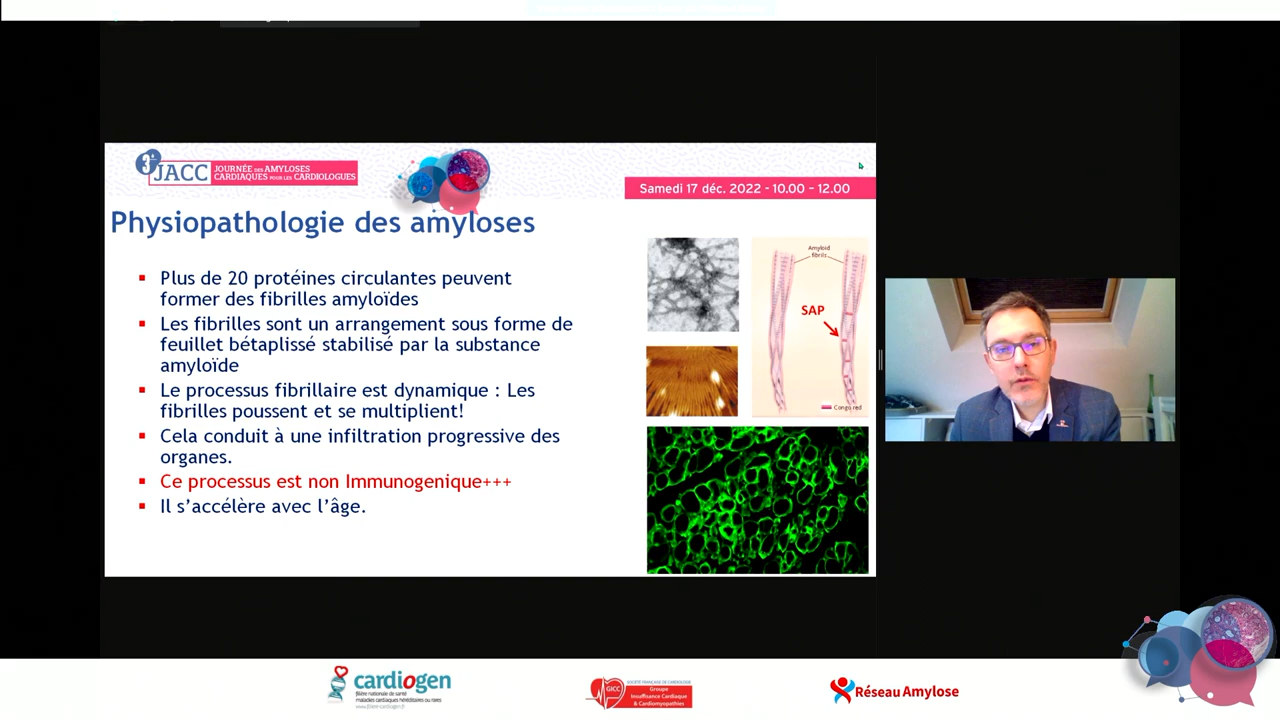 3e
JACC
JOURNÉE DES AMYLOSES
CARDIAQUES POUR LES CARDIOLOGUES
Samedi 17 déc. 2022 - 10.00 – 12.00
Physiopathologie des amyloses
▪ Plus de 20 protéines circulantes peuvent
former des fibrilles amyloïdes
▪ Les fibrilles sont un arrangement sous forme de
feuillet bétaplissé stabilisé par la substance
amyloïde
▪ Le processus fibrillaire est dynamique : Les
fibrilles poussent et se multiplient!
▪ Cela conduit à une infiltration progressive des
organes.
▪ Ce processus est non Immunogenique+++
▪ Il s’accélère avec l’âge.
Amyloid
fibrils
SAP
Congo red
cardiogen
filière nationale de santé
maladies cardiaques héréditaires ou rares
www.filiere-cardiogen.fr
GICC
SOCIÉTÉ FRANÇAISE DE CARDIOLOGIE
Groupe
Insuffisance Cardiaque
& Cardiomyopathies
Réseau Amylose